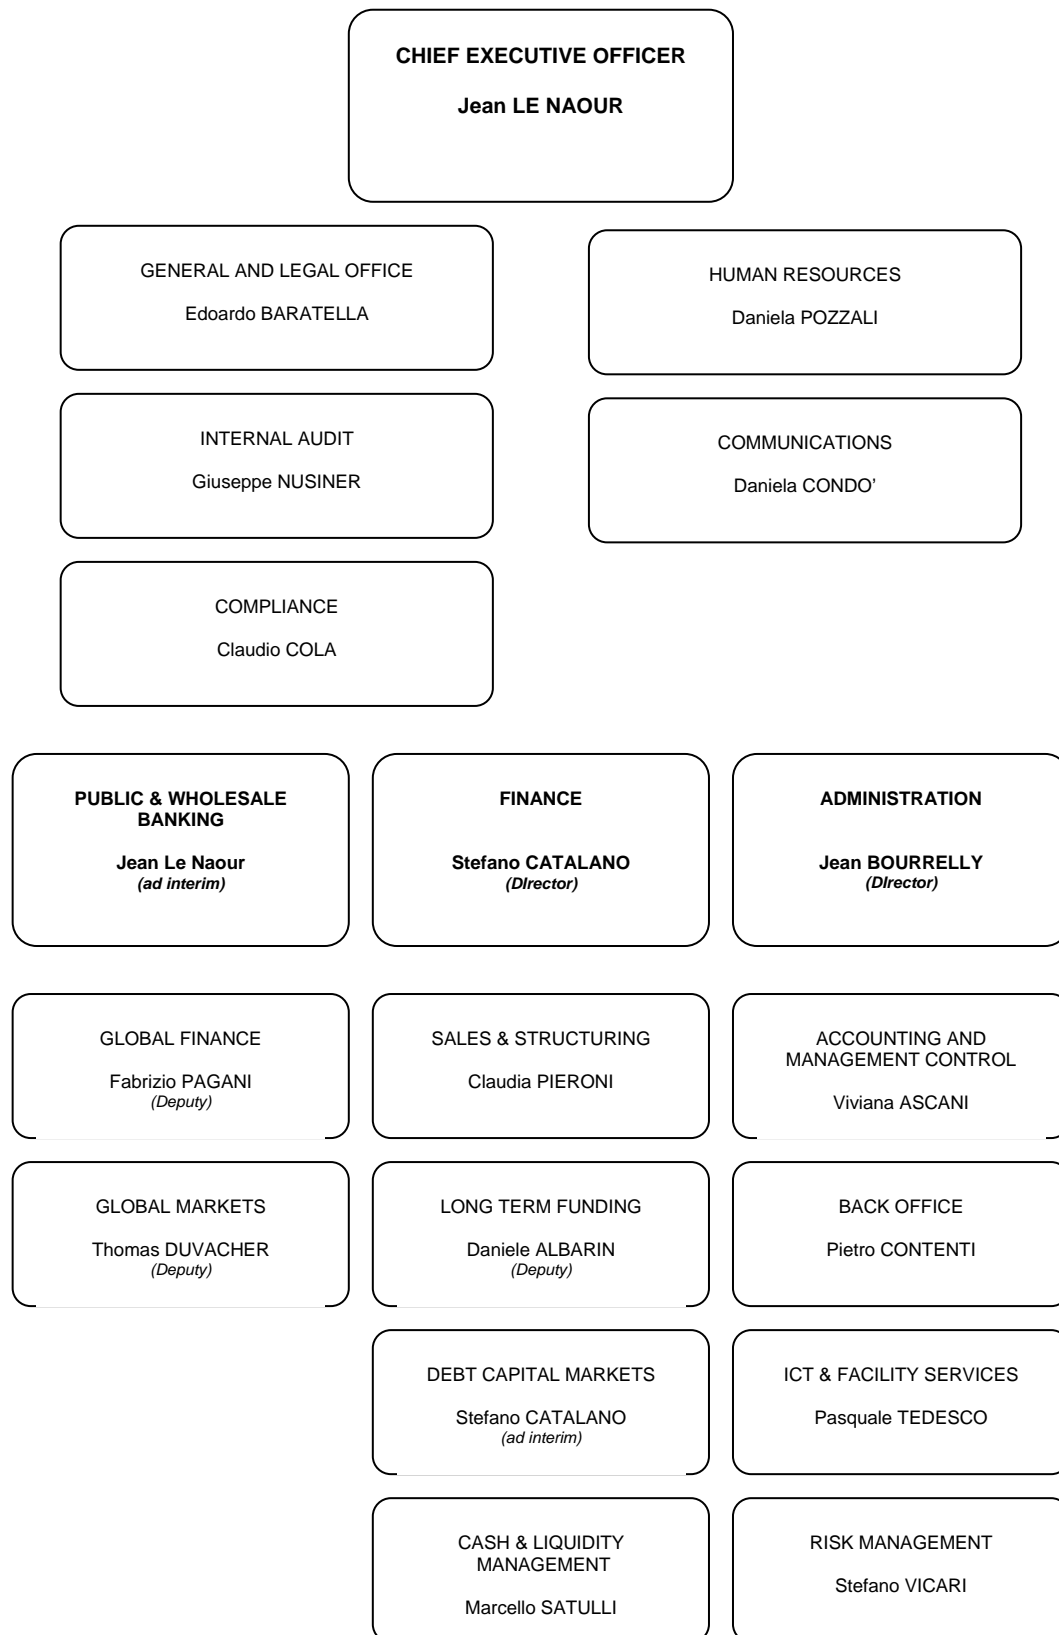 CHIEF EXECUTIVE OFFICER
Jean LE NAOUR
GENERAL AND LEGAL OFFICE
Edoardo BARATELLA
HUMAN RESOURCES
Daniela POZZALI
INTERNAL AUDIT
Giuseppe NUSINER
COMMUNICATIONS
Daniela CONDO’
COMPLIANCE
Claudio COLA
PUBLIC & WHOLESALE
BANKING
Jean Le Naour
(ad interim)
FINANCE
Stefano CATALANO
(DIrector)
ADMINISTRATION
Jean BOURRELLY
(DIrector)
GLOBAL FINANCE
Fabrizio PAGANI
(Deputy)
SALES & STRUCTURING
Claudia PIERONI
ACCOUNTING AND
MANAGEMENT CONTROL
Viviana ASCANI
GLOBAL MARKETS
Thomas DUVACHER
(Deputy)
LONG TERM FUNDING
Daniele ALBARIN
(Deputy)
BACK OFFICE
Pietro CONTENTI
DEBT CAPITAL MARKETS
Stefano CATALANO
(ad interim)
ICT & FACILITY SERVICES
Pasquale TEDESCO
CASH & LIQUIDITY
MANAGEMENT
Marcello SATULLI
RISK MANAGEMENT
Stefano VICARI